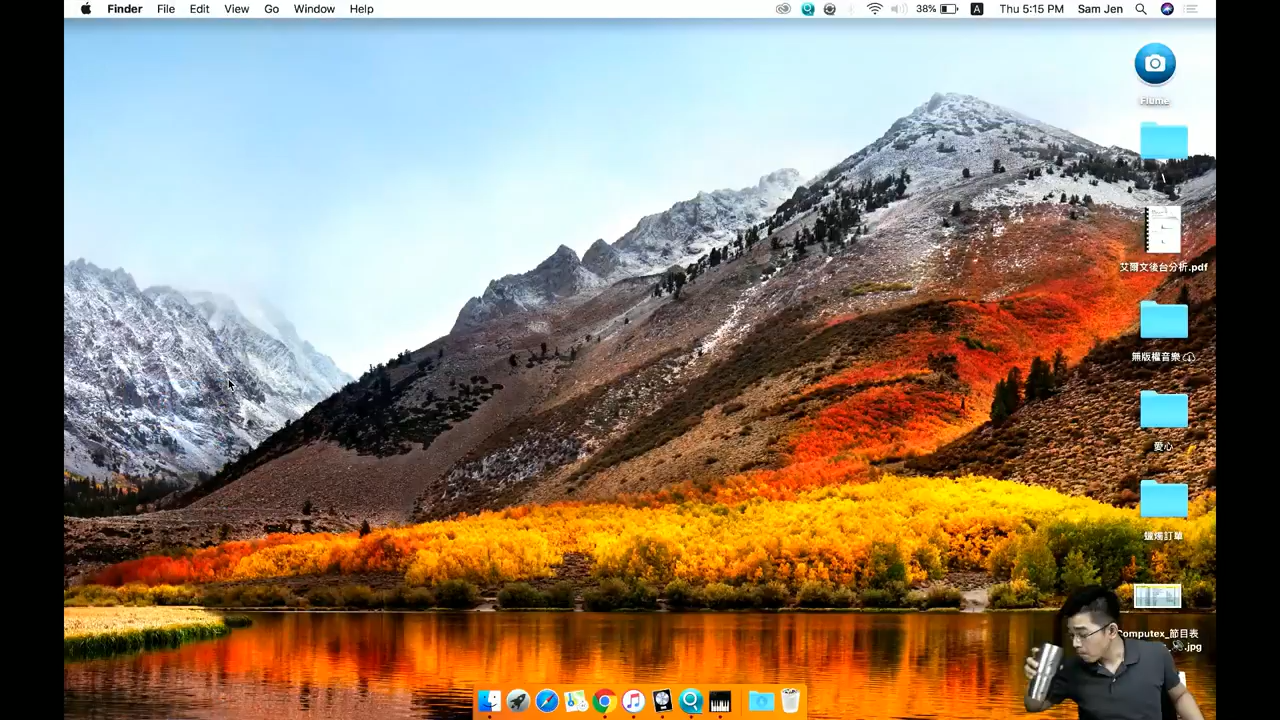 Finder File Edit View Go Window Help 38% A Thu 5:15 PM Sam Jen
Filme
\
艾爾文後台分析.pdf
無版權音樂
愛心
蠟燭訂單
Computex_節目表
.jpg